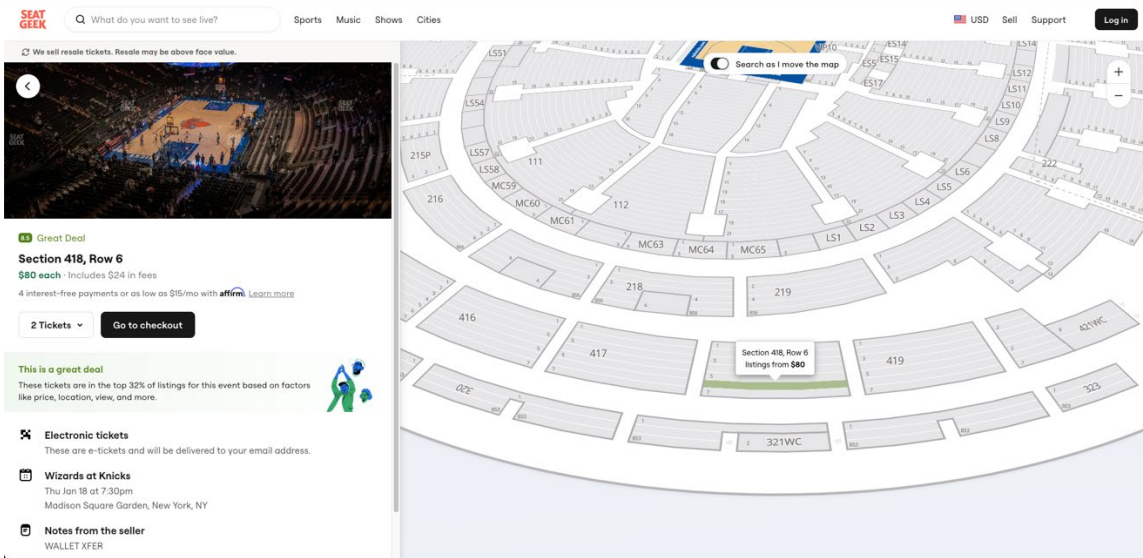 SEAT
GEEK
What do you want to see live?
Sports Music Shows Cities
USD Sell Support Log in
We sell resale tickets. Resale may be above face value.
8.5 Great Deal
Section 418, Row 6
$80 each · Includes $24 in fees
4 interest-free payments or as low as $15/mo with affirm. Learn more
2 Tickets
Go to checkout
This is a great deal
These tickets are in the top 32% of listings for this event based on factors
like price, location, view, and more.
Electronic tickets
These are e-tickets and will be delivered to your email address.
Wizards at Knicks
Thu Jan 18 at 7:30pm
Madison Square Garden, New York, NY
Notes from the seller
WALLET XFER
Search as I move the map
+
−
LS51
LS54
LS57
LS58
MC59
MC60
MC61
MC63
MC64
MC65
LS1
LS2
LS3
LS4
LS5
LS6
LS8
LS9
LS10
LS11
LS12
LS14
ES14
ES15
ES17
111
112
215P
216
218
219
222
416
417
Section 418, Row 6
listings from $80
419
421WC
320
321WC
323